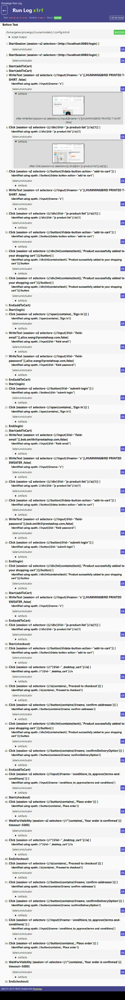 Provengo Run Log
← Run Log s1r1
Start 2024-01-20 21:16:03 Duration 0:00:17 Result SUCCESS
↓ D/L Run Source
Before Test
/home/geraw/provengo/Course/models/L1/config/init.sh SUCCESS
▶ Script Output
1. StartSession [session=s2 selectors=[http://localhost:8080/login] ]
SeleniumActuator OK
2. StartSession [session=s1 selectors=[http://localhost:8080/login] ]
SeleniumActuator OK
3. Start(addToCart)
4. Start(addToCart)
5. WriteText [session=s2 selectors=[//input[@name="s"]],HUMMINGBIRD PRINTED T-
SHIRT ,false]
Identified using xpath: //input[@name="s"]
SeleniumActuator OK
▼ Artifacts
After WriteText [session=s2 selectors=[//input[@name="s"]],HUMMINGBIRD PRINTED T-SHIRT
,false]
6. Click [session=s2 selectors=[(//div[@id="js-product-list"]//a)[1]] ]
Identified using xpath: (//div[@id="js-product-list"]//a)[1]
SeleniumActuator OK
▼ Artifacts
After Click [session=s2 selectors=[(//div[@id="js-product-list"]//a)[1]] ]
7. Click [session=s2 selectors=[//button[@data-button-action="add-to-cart"]] ]
Identified using xpath: //button[@data-button-action="add-to-cart"]
SeleniumActuator OK
▶ Artifacts
8. WriteText [session=s1 selectors=[//input[@name="s"]],HUMMINGBIRD PRINTED T-
SHIRT ,false]
Identified using xpath: //input[@name="s"]
SeleniumActuator OK
▶ Artifacts
9. Click [session=s1 selectors=[(//div[@id="js-product-list"]//a)[1]] ]
Identified using xpath: (//div[@id="js-product-list"]//a)[1]
SeleniumActuator OK
▶ Artifacts
10. Click [session=s1 selectors=[//button[@data-button-action="add-to-cart"]] ]
Identified using xpath: //button[@data-button-action="add-to-cart"]
SeleniumActuator OK
▶ Artifacts
11. Click [session=s2 selectors=[//div[h4[contains(text(),"Product successfully added to
your shopping cart")]]/button] ]
Identified using xpath: //div[h4[contains(text(),"Product successfully added to your shopping
cart")]]/button
SeleniumActuator OK
▶ Artifacts
12. Click [session=s1 selectors=[//div[h4[contains(text(),"Product successfully added to
your shopping cart")]]/button] ]
Identified using xpath: //div[h4[contains(text(),"Product successfully added to your shopping
cart")]]/button
SeleniumActuator OK
▶ Artifacts
13. End(addToCart)
14. Start(login)
15. Click [session=s2 selectors=[//span[contains(.,'Sign in')]] ]
Identified using xpath: //span[contains(.,'Sign in')]
SeleniumActuator OK
▶ Artifacts
16. WriteText [session=s2 selectors=[//input[@id="field-
email"]],alice.wang@prestahsop.com,false]
Identified using xpath: //input[@id="field-email"]
SeleniumActuator OK
▶ Artifacts
17. WriteText [session=s2 selectors=[//input[@id="field-
password"]],alice.wang@prestahsop.com,false]
Identified using xpath: //input[@id="field-password"]
SeleniumActuator OK
▶ Artifacts
18. End(addToCart)
19. Start(login)
20. Click [session=s2 selectors=[//button[@id="submit-login"]] ]
Identified using xpath: //button[@id="submit-login"]
SeleniumActuator OK
▶ Artifacts
21. Click [session=s1 selectors=[//span[contains(.,'Sign in')]] ]
Identified using xpath: //span[contains(.,'Sign in')]
SeleniumActuator OK
▶ Artifacts
22. End(login)
23. Start(addToCart)
24. WriteText [session=s1 selectors=[//input[@id="field-
email"]],bob.smith@prestashop.com,false]
Identified using xpath: //input[@id="field-email"]
SeleniumActuator OK
▶ Artifacts
25. WriteText [session=s2 selectors=[//input[@name="s"]],HUMMINGBIRD PRINTED
SWEATER ,false]
Identified using xpath: //input[@name="s"]
SeleniumActuator OK
▶ Artifacts
26. Click [session=s2 selectors=[(//div[@id="js-product-list"]//a)[1]] ]
Identified using xpath: (//div[@id="js-product-list"]//a)[1]
SeleniumActuator OK
▶ Artifacts
27. Click [session=s2 selectors=[//button[@data-button-action="add-to-cart"]] ]
Identified using xpath: //button[@data-button-action="add-to-cart"]
SeleniumActuator OK
▶ Artifacts
28. WriteText [session=s1 selectors=[//input[@id="field-
password"]],bob.smith@prestashop.com,false]
Identified using xpath: //input[@id="field-password"]
SeleniumActuator OK
▶ Artifacts
29. Click [session=s1 selectors=[//button[@id="submit-login"]] ]
Identified using xpath: //button[@id="submit-login"]
SeleniumActuator OK
▶ Artifacts
30. End(login)
31. Click [session=s2 selectors=[//div[h4[contains(text(),"Product successfully added to
your shopping cart")]]/button] ]
Identified using xpath: //div[h4[contains(text(),"Product successfully added to your shopping
cart")]]/button
SeleniumActuator OK
▶ Artifacts
32. Start(addToCart)
33. WriteText [session=s1 selectors=[//input[@name="s"]],HUMMINGBIRD PRINTED
SWEATER ,false]
Identified using xpath: //input[@name="s"]
SeleniumActuator OK
▶ Artifacts
34. End(addToCart)
35. Click [session=s1 selectors=[(//div[@id="js-product-list"]//a)[1]] ]
Identified using xpath: (//div[@id="js-product-list"]//a)[1]
SeleniumActuator OK
▶ Artifacts
36. Start(checkout)
37. Click [session=s1 selectors=[//button[@data-button-action="add-to-cart"]] ]
Identified using xpath: //button[@data-button-action="add-to-cart"]
SeleniumActuator OK
▶ Artifacts
38. Click [session=s2 selectors=[//*[@id="_desktop_cart"]//a] ]
Identified using xpath: //*[@id="_desktop_cart"]//a
SeleniumActuator OK
▶ Artifacts
39. Click [session=s2 selectors=[//a[contains(.,'Proceed to checkout')]] ]
Identified using xpath: //a[contains(.,'Proceed to checkout')]
SeleniumActuator OK
▶ Artifacts
40. Click [session=s2 selectors=[//button[contains(@name,'confirm-addresses')]] ]
Identified using xpath: //button[contains(@name,'confirm-addresses')]
SeleniumActuator OK
▶ Artifacts
41. Click [session=s1 selectors=[//div[h4[contains(text(),"Product successfully added to
your shopping cart")]]/button] ]
Identified using xpath: //div[h4[contains(text(),"Product successfully added to your shopping
cart")]]/button
SeleniumActuator OK
▶ Artifacts
42. Click [session=s2 selectors=[//button[contains(@name,'confirmDeliveryOption')]] ]
Identified using xpath: //button[contains(@name,'confirmDeliveryOption')]
SeleniumActuator OK
▶ Artifacts
43. End(addToCart)
44. Click [session=s2 selectors=[//input[@name='conditions_to_approve[terms-and-
conditions]']] ]
Identified using xpath: //input[@name='conditions_to_approve[terms-and-conditions]']
SeleniumActuator OK
▶ Artifacts
45. Start(checkout)
46. Click [session=s2 selectors=[//button[contains(.,'Place order')]] ]
Identified using xpath: //button[contains(.,'Place order')]
SeleniumActuator OK
▶ Artifacts
47. WaitForVisibility [session=s2 selectors=[//*[contains(.,'Your order is confirmed')]]
timeout=5000]
SeleniumActuator OK
▶ Artifacts
48. Click [session=s1 selectors=[//*[@id="_desktop_cart"]//a] ]
Identified using xpath: //*[@id="_desktop_cart"]//a
SeleniumActuator OK
▶ Artifacts
49. End(checkout)
50. Click [session=s1 selectors=[//a[contains(.,'Proceed to checkout')]] ]
Identified using xpath: //a[contains(.,'Proceed to checkout')]
SeleniumActuator OK
▶ Artifacts
51. Click [session=s1 selectors=[//button[contains(@name,'confirm-addresses')]] ]
Identified using xpath: //button[contains(@name,'confirm-addresses')]
SeleniumActuator OK
▶ Artifacts
52. Click [session=s1 selectors=[//button[contains(@name,'confirmDeliveryOption')]] ]
Identified using xpath: //button[contains(@name,'confirmDeliveryOption')]
SeleniumActuator OK
▶ Artifacts
53. Click [session=s1 selectors=[//input[@name='conditions_to_approve[terms-and-
conditions]']] ]
Identified using xpath: //input[@name='conditions_to_approve[terms-and-conditions]']
SeleniumActuator OK
▶ Artifacts
54. Click [session=s1 selectors=[//button[contains(.,'Place order')]] ]
Identified using xpath: //button[contains(.,'Place order')]
SeleniumActuator OK
▶ Artifacts
55. WaitForVisibility [session=s1 selectors=[//*[contains(.,'Your order is confirmed')]]
timeout=5000]
SeleniumActuator OK
▶ Artifacts
56. End(checkout)
2024-01-20 21:18:45 Created with Provengo.